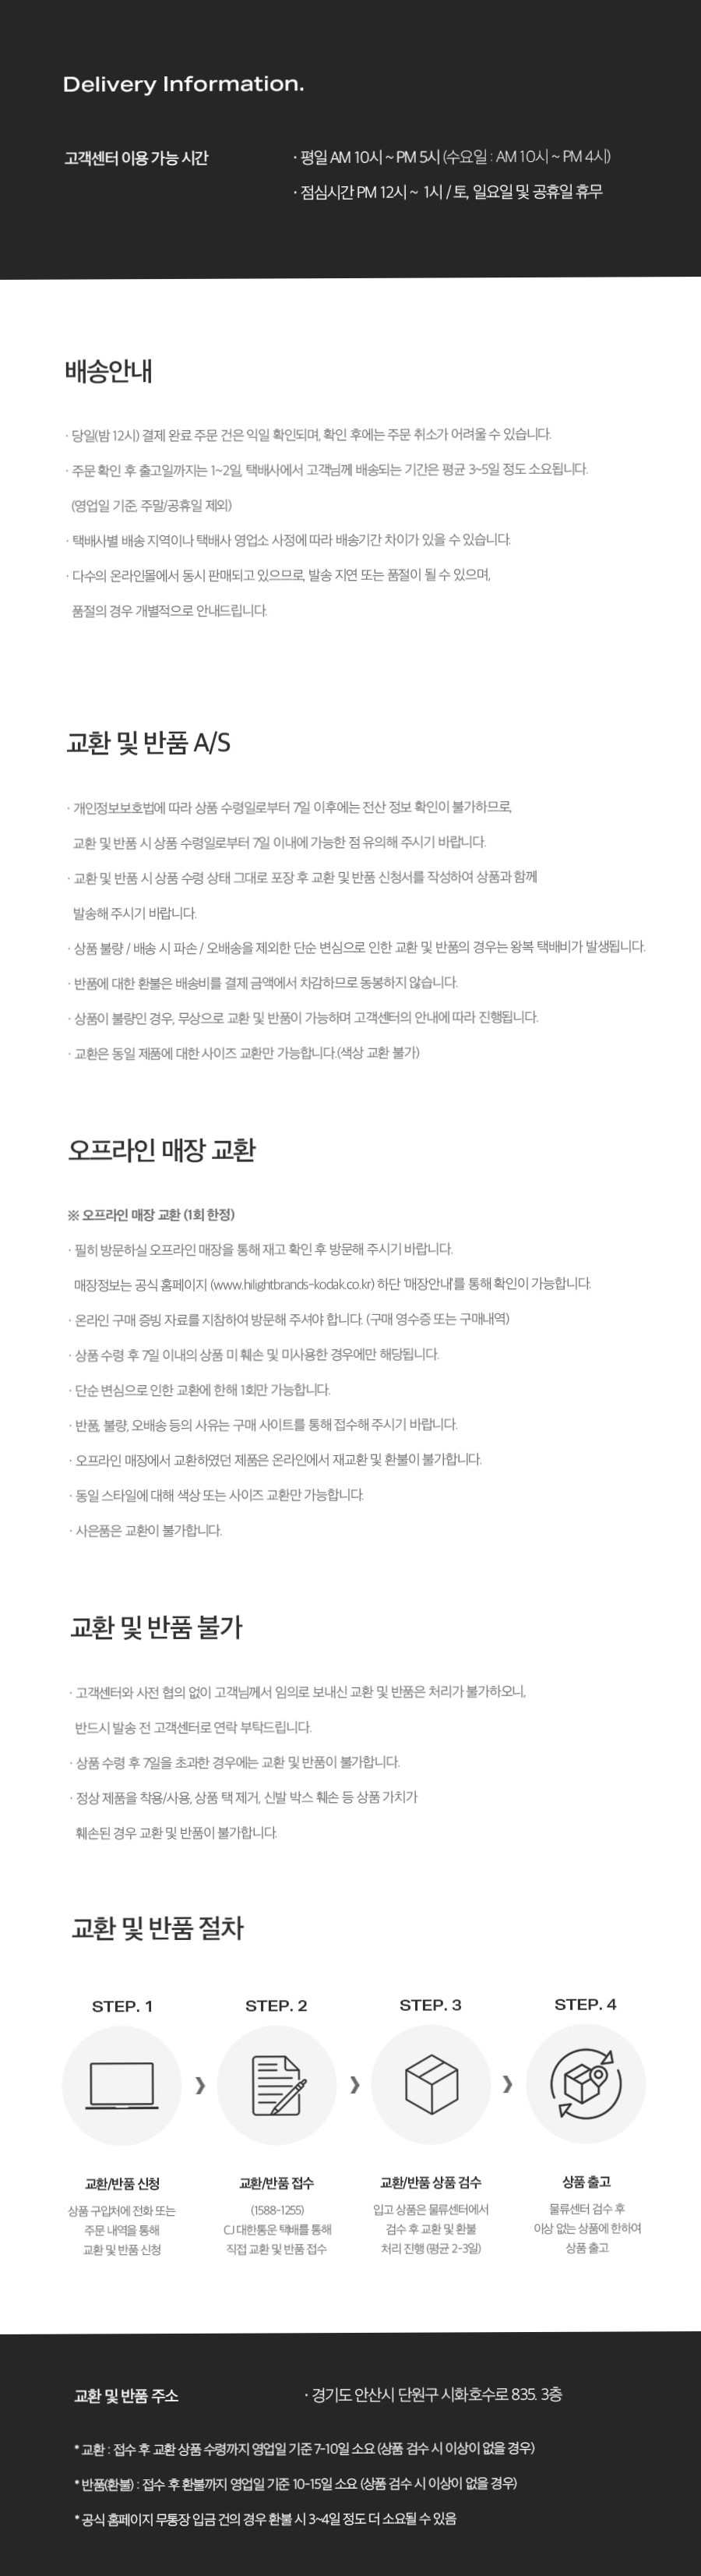 Delivery Information.
고객센터 이용 가능 시간
· 평일 AM 10시 ~ PM 5시 (수요일 : AM 10시 ~ PM 4시)
· 점심시간 PM 12시 ~ 1시 / 토, 일요일 및 공휴일 휴무
배송안내
· 당일(밤 12시) 결제 완료 주문 건은 익일 확인되며, 확인 후에는 주문 취소가 어려울 수 있습니다.
· 주문 확인 후 출고일까지는 1~2일, 택배사에서 고객님께 배송되는 기간은 평균 3~5일 정도 소요됩니다.
(영업일 기준, 주말/공휴일 제외)
· 택배사별 배송 지역이나 택배사 영업소 사정에 따라 배송기간 차이가 있을 수 있습니다.
· 다수의 온라인몰에서 동시 판매되고 있으므로, 발송 지연 또는 품절이 될 수 있으며,
품절의 경우 개별적으로 안내드립니다.
교환 및 반품 A/S
· 개인정보보호법에 따라 상품 수령일로부터 7일 이후에는 전산 정보 확인이 불가하므로,
교환 및 반품 시 상품 수령일로부터 7일 이내에 가능한 점 유의해 주시기 바랍니다.
· 교환 및 반품 시 상품 수령 상태 그대로 포장 후 교환 및 반품 신청서를 작성하여 상품과 함께
발송해 주시기 바랍니다.
· 상품 불량 / 배송 시 파손 / 오배송을 제외한 단순 변심으로 인한 교환 및 반품의 경우는 왕복 택배비가 발생됩니다.
· 반품에 대한 환불은 배송비를 결제 금액에서 차감하므로 동봉하지 않습니다.
· 상품이 불량인 경우, 무상으로 교환 및 반품이 가능하며 고객센터의 안내에 따라 진행됩니다.
· 교환은 동일 제품에 대한 사이즈 교환만 가능합니다.(색상 교환 불가)
오프라인 매장 교환
※ 오프라인 매장 교환 (1회 한정)
· 필히 방문하실 오프라인 매장을 통해 재고 확인 후 방문해 주시기 바랍니다.
매장정보는 공식 홈페이지 (www.hilightbrands-kodak.co.kr) 하단 '매장안내'를 통해 확인이 가능합니다.
· 온라인 구매 증빙 자료를 지참하여 방문해 주셔야 합니다. (구매 영수증 또는 구매내역)
· 상품 수령 후 7일 이내의 상품 미 훼손 및 미사용한 경우에만 해당됩니다.
· 단순 변심으로 인한 교환에 한해 1회만 가능합니다.
· 반품, 불량, 오배송 등의 사유는 구매 사이트를 통해 접수해 주시기 바랍니다.
· 오프라인 매장에서 교환하였던 제품은 온라인에서 재교환 및 환불이 불가합니다.
· 동일 스타일에 대해 색상 또는 사이즈 교환만 가능합니다.
· 사은품은 교환이 불가합니다.
교환 및 반품 불가
· 고객센터와 사전 협의 없이 고객님께서 임의로 보내신 교환 및 반품은 처리가 불가하오니,
반드시 발송 전 고객센터로 연락 부탁드립니다.
· 상품 수령 후 7일을 초과한 경우에는 교환 및 반품이 불가합니다.
· 정상 제품을 착용/사용, 상품 택 제거, 신발 박스 훼손 등 상품 가치가
훼손된 경우 교환 및 반품이 불가합니다.
교환 및 반품 절차
STEP. 1
STEP. 2
STEP. 3
STEP. 4
교환/반품 신청
상품 구입처에 전화 또는
주문 내역을 통해
교환 및 반품 신청
교환/반품 접수
(1588-1255)
CJ 대한통운 택배를 통해
직접 교환 및 반품 접수
교환/반품 상품 검수
입고 상품은 물류센터에서
검수 후 교환 및 환불
처리 진행 (평균 2-3일)
상품 출고
물류센터 검수 후
이상 없는 상품에 한하여
상품 출고
교환 및 반품 주소
· 경기도 안산시 단원구 시화호수로 835. 3층
* 교환 : 접수 후 교환 상품 수령까지 영업일 기준 7-10일 소요 (상품 검수 시 이상이 없을 경우)
* 반품(환불) : 접수 후 환불까지 영업일 기준 10-15일 소요 (상품 검수 시 이상이 없을 경우)
* 공식 홈페이지 무통장 입금 건의 경우 환불 시 3~4일 정도 더 소요될 수 있음